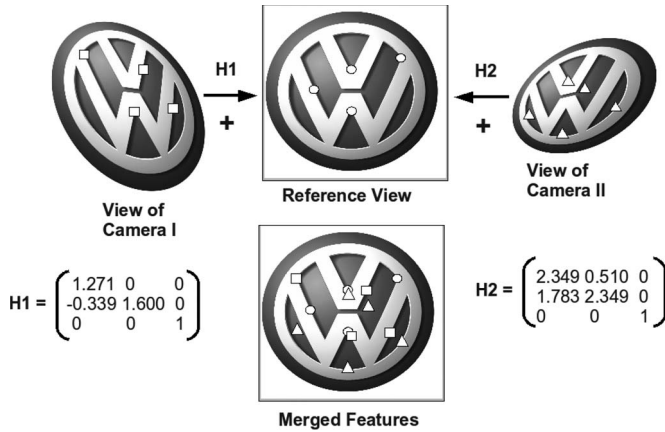 H1
+
H2
+
View of
Camera I
Reference View
View of
Camera II
H1 =
1.271 0 0
-0.339 1.600 0
0 0 1
H2 =
2.349 0.510 0
1.783 2.349 0
0 0 1
Merged Features